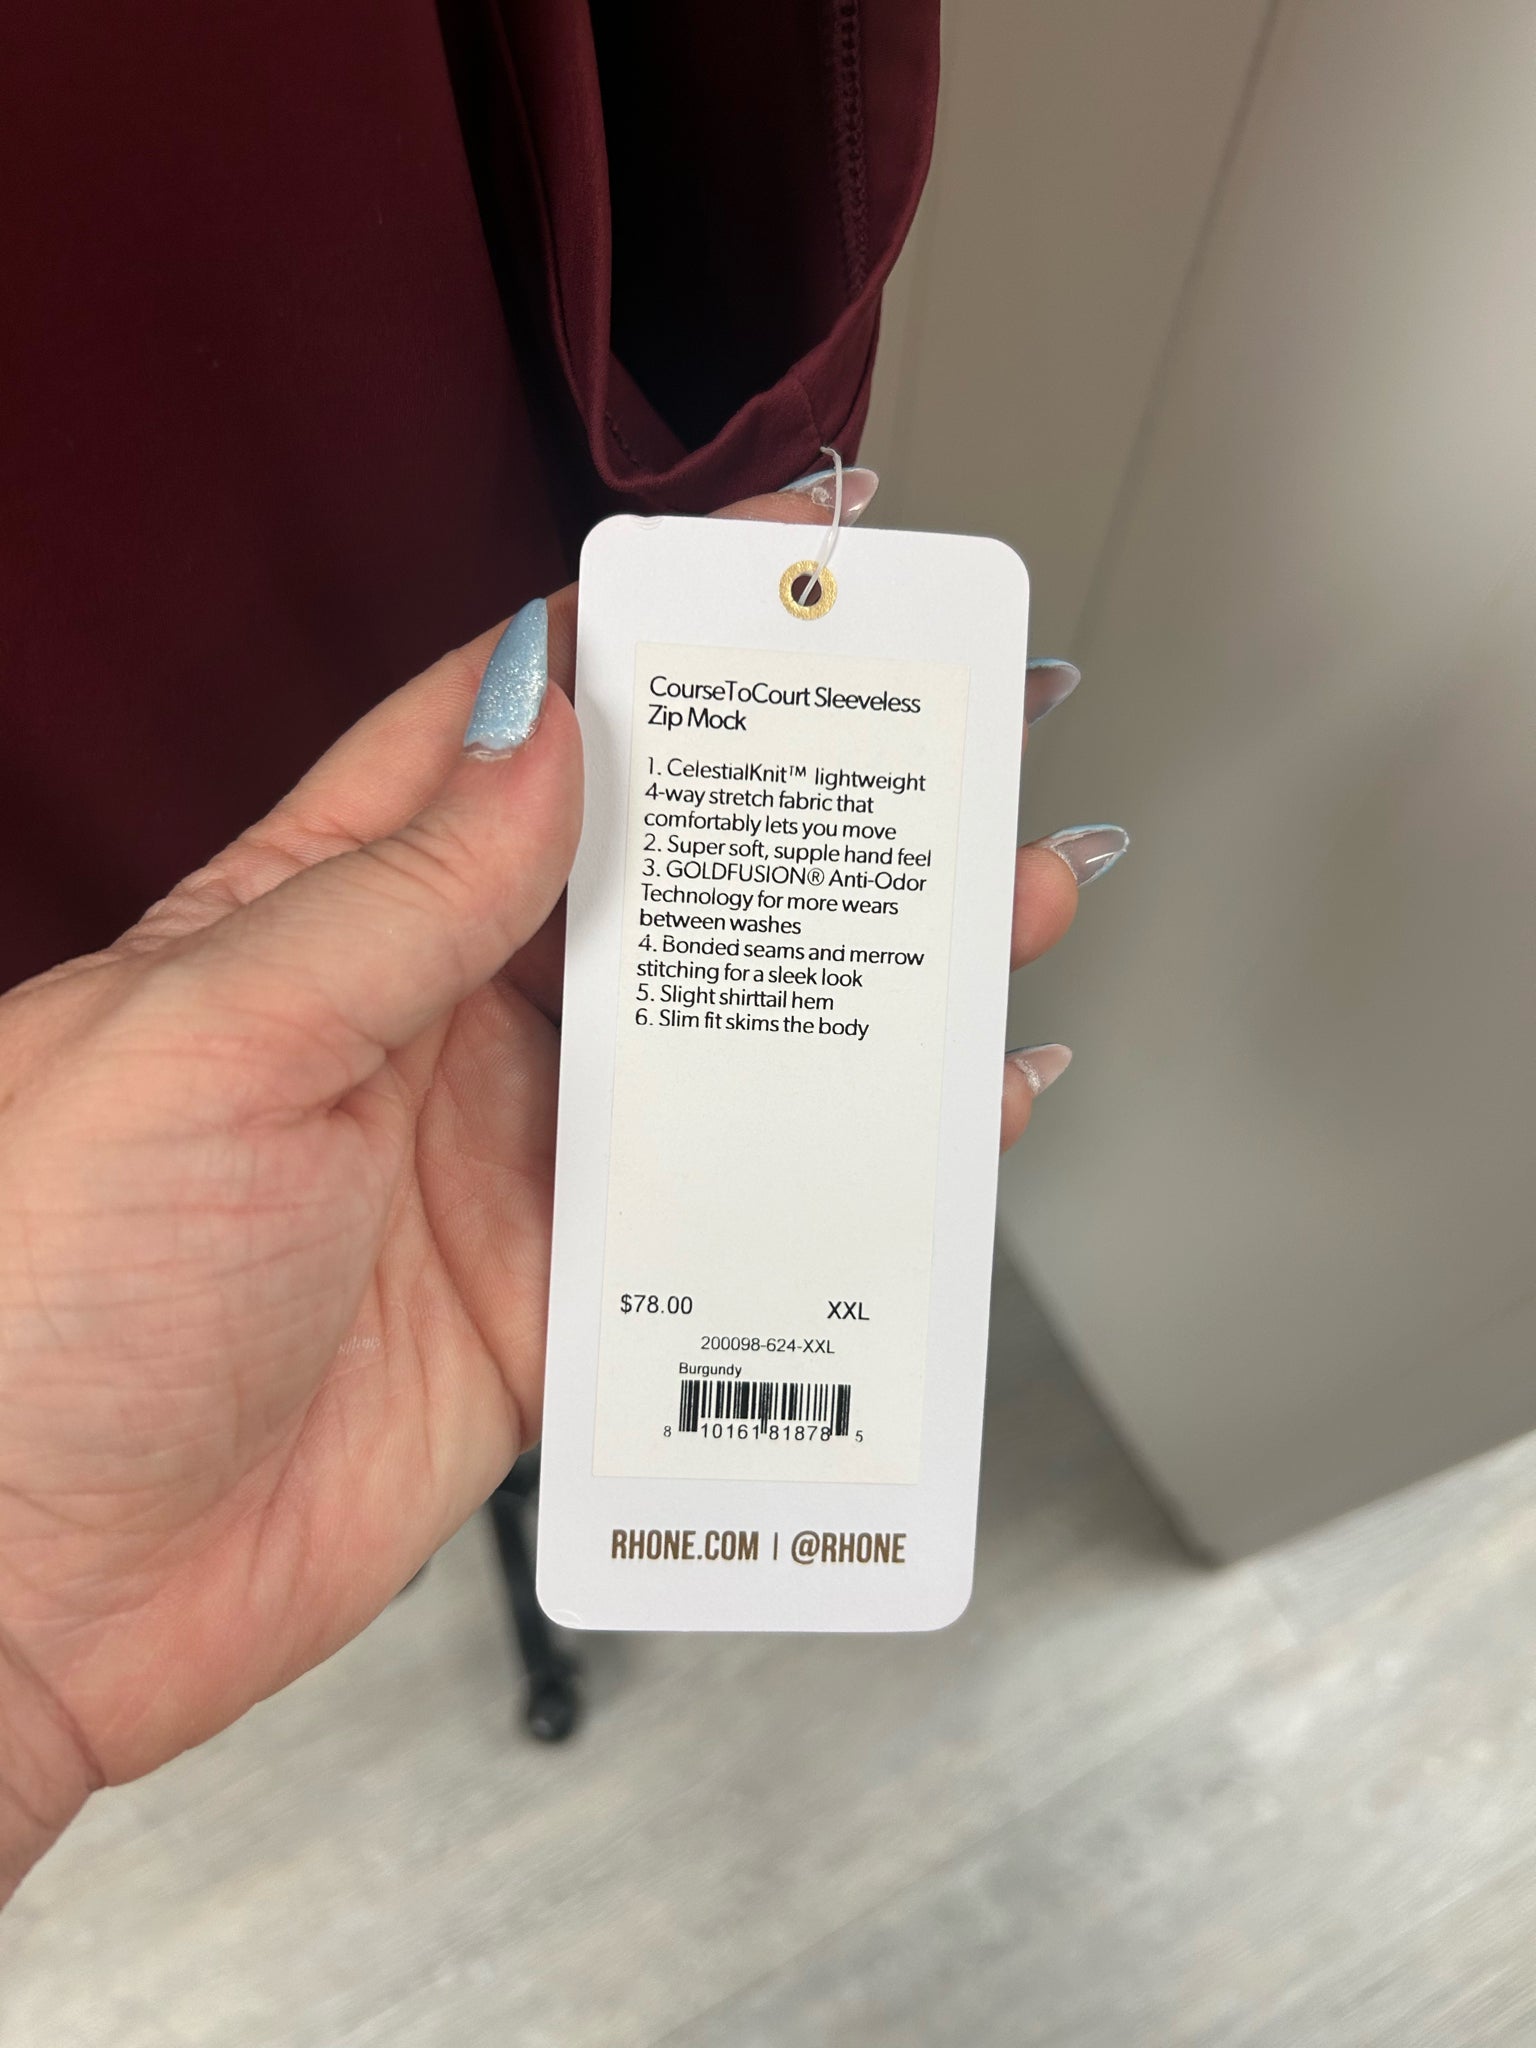 CourseToCourt Sleeveless
Zip Mock
1. CelestialKnit™ lightweight
4-way stretch fabric that
comfortably lets you move
2. Super soft, supple hand feel
3. GOLDFUSION® Anti-Odor
Technology for more wears
between washes
4. Bonded seams and merrow
stitching for a sleek look
5. Slight shirttail hem
6. Slim fit skims the body
$78.00 XXL
200098-624-XXL
Burgundy
8 10161 81878 5
RHONE.COM | @RHONE